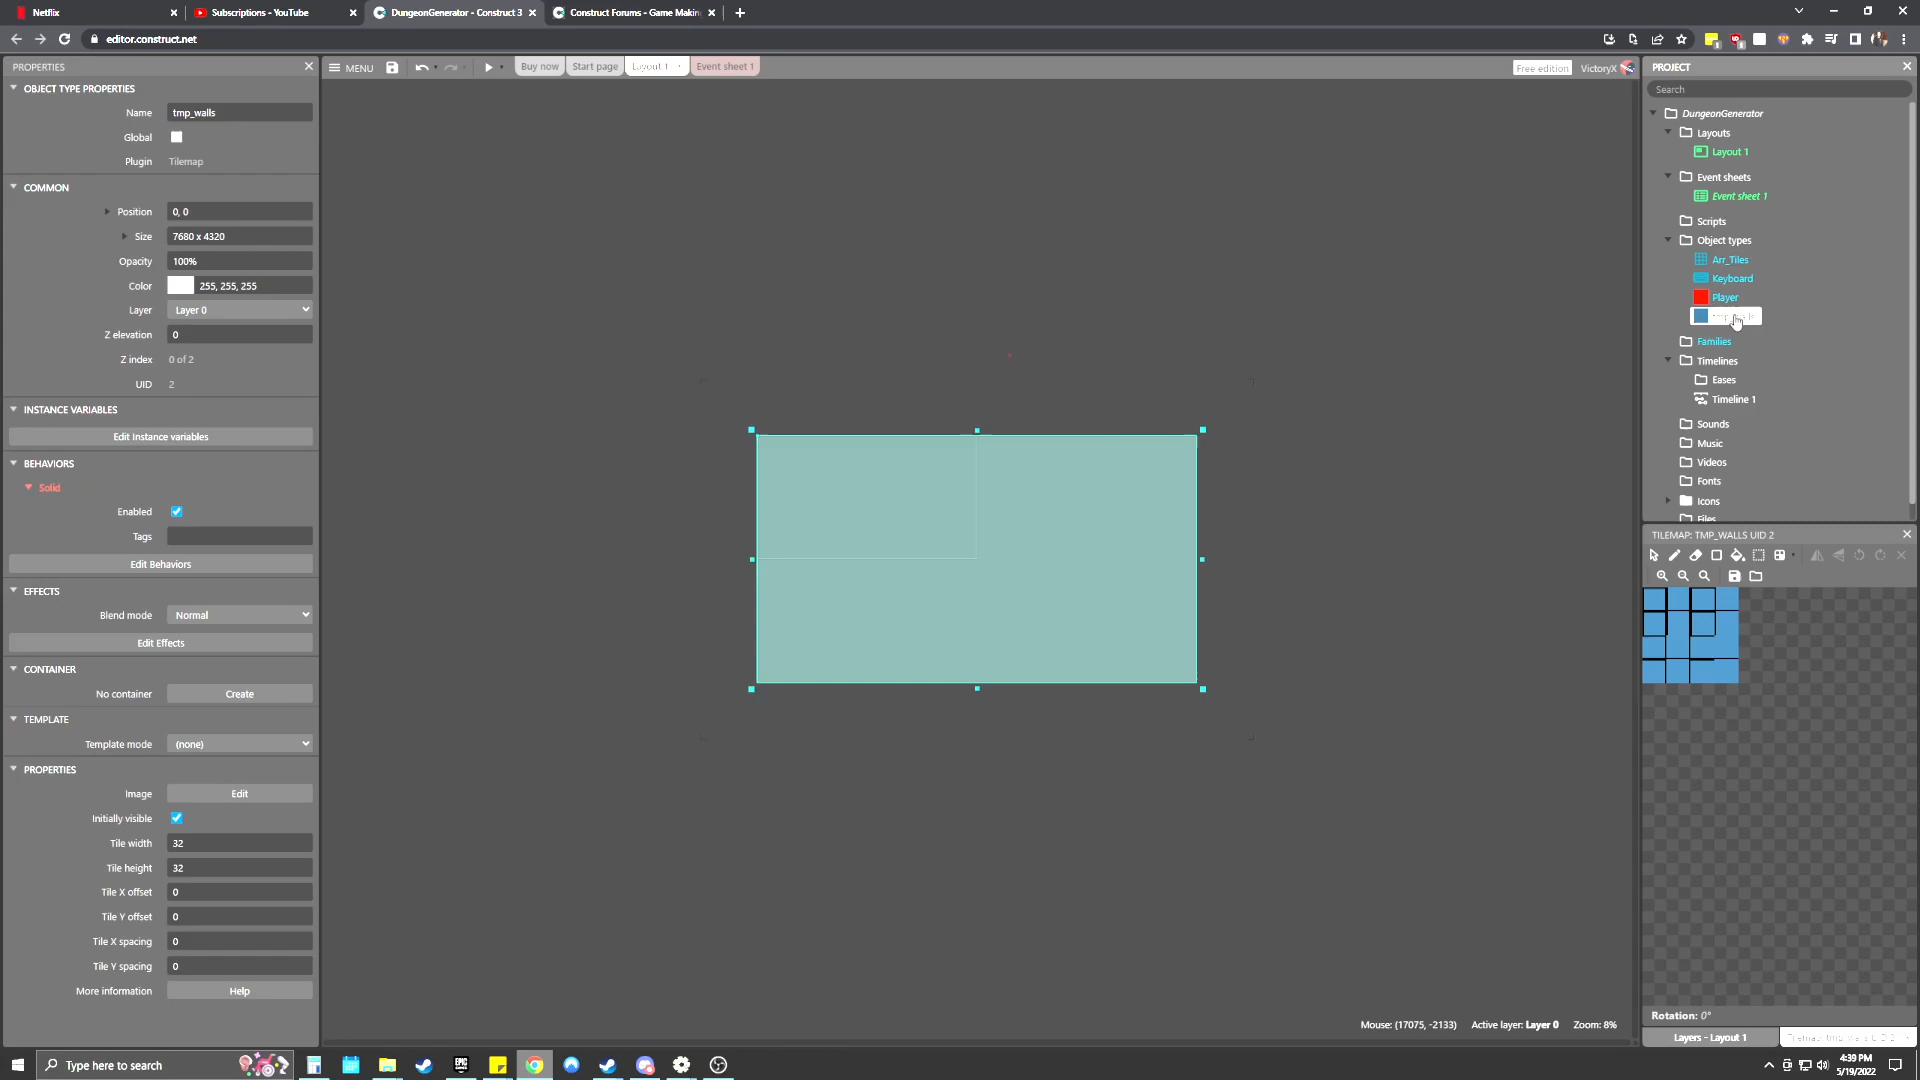 Netflix
Subscriptions - YouTube
DungeonGenerator - Construct 3
Construct Forums - Game Making
editor.construct.net
PROPERTIES
OBJECT TYPE PROPERTIES
Name tmp_walls
Global
Plugin Tilemap
COMMON
Position 0, 0
Size 7680 x 4320
Opacity 100%
Color 255, 255, 255
Layer Layer 0
Z elevation 0
Z index 0 of 2
UID 2
INSTANCE VARIABLES
Edit Instance variables
BEHAVIORS
Solid
Enabled
Tags
Edit Behaviors
EFFECTS
Blend mode Normal
Edit Effects
CONTAINER
No container Create
TEMPLATE
Template mode (none)
PROPERTIES
Image Edit
Initially visible
Tile width 32
Tile height 32
Tile X offset 0
Tile Y offset 0
Tile X spacing 0
Tile Y spacing 0
More information Help
MENU
Buy now
Start page
Layout 1
Event sheet 1
Free edition
VictoryX
Mouse: (17075, -2133) Active layer: Layer 0 Zoom: 8%
PROJECT
Search
DungeonGenerator
Layouts
Layout 1
Event sheets
Event sheet 1
Scripts
Object types
Arr_Tiles
Keyboard
Player
Families
Timelines
Eases
Timeline 1
Sounds
Music
Videos
Fonts
Icons
Files
TILEMAP: TMP_WALLS UID 2
Rotation: 0°
Layers - Layout 1
Type here to search
4:39 PM
5/19/2022